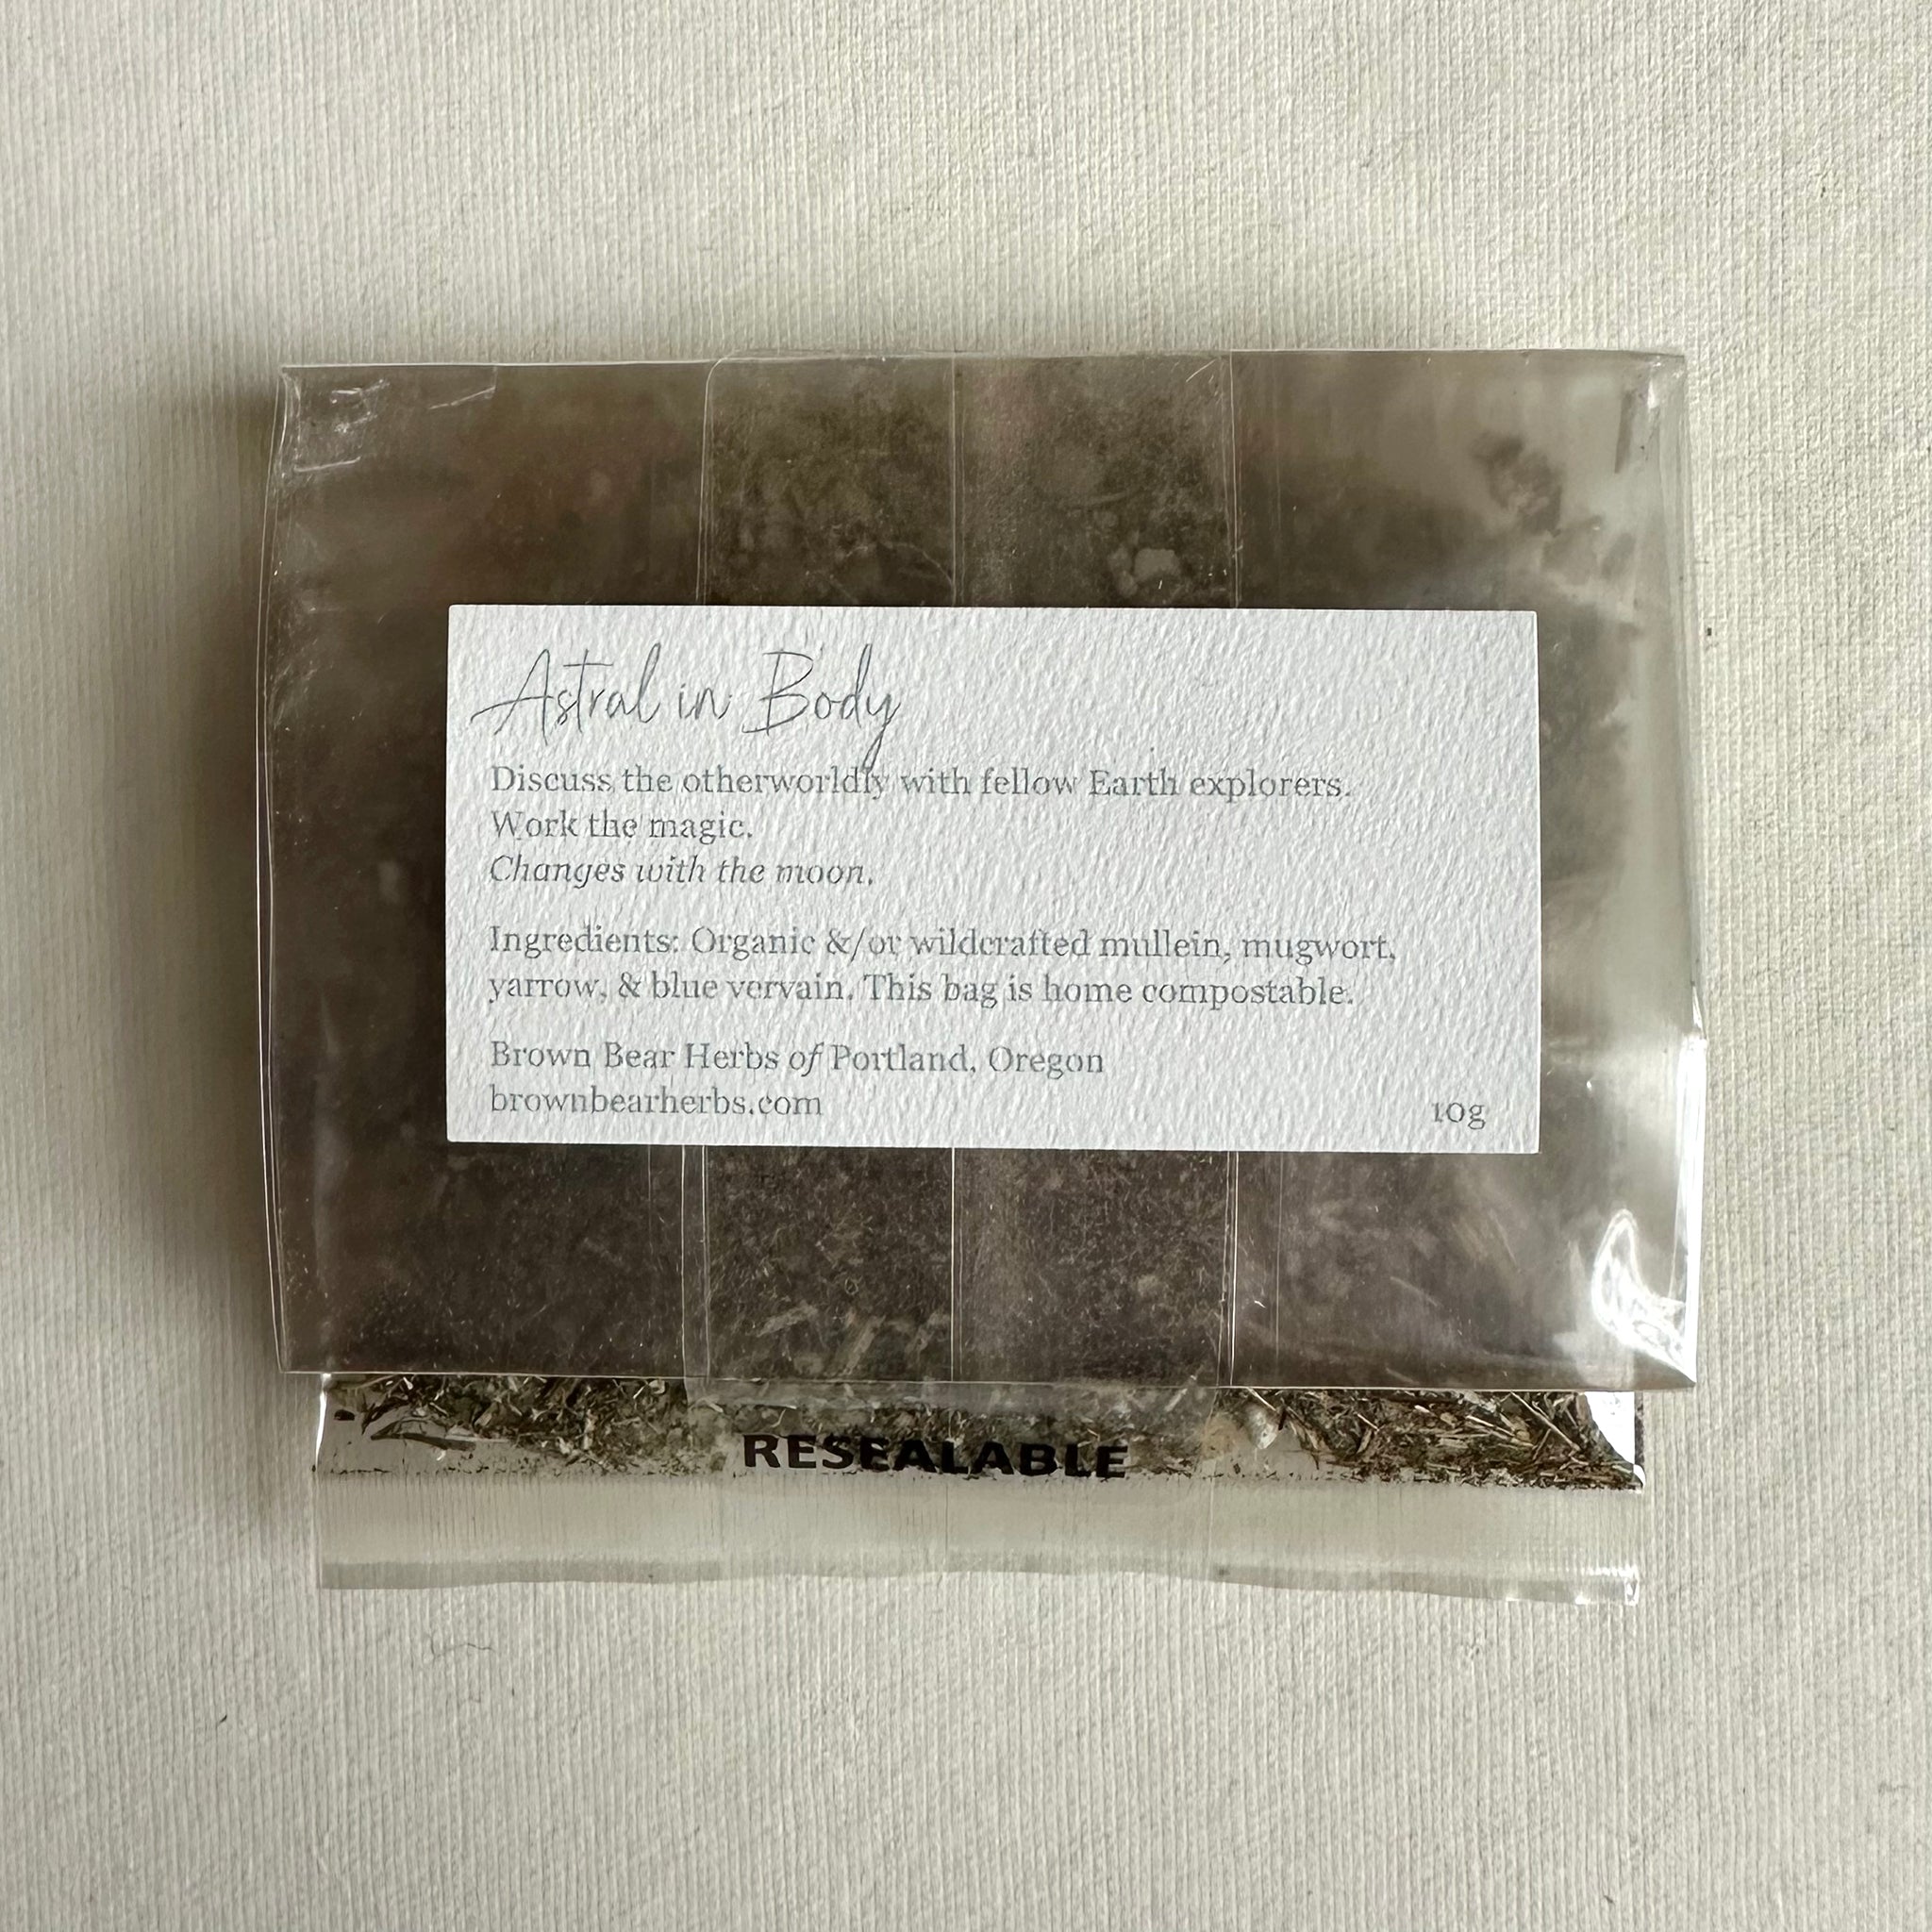 Astral in Body
Discuss the otherworldly with fellow Earth explorers.
Work the magic.
Changes with the moon.
Ingredients: Organic &/or wildcrafted mullein, mugwort,
yarrow, & blue vervain. This bag is home compostable.
Brown Bear Herbs of Portland, Oregon
brownbearherbs.com
10g
RESEALABLE